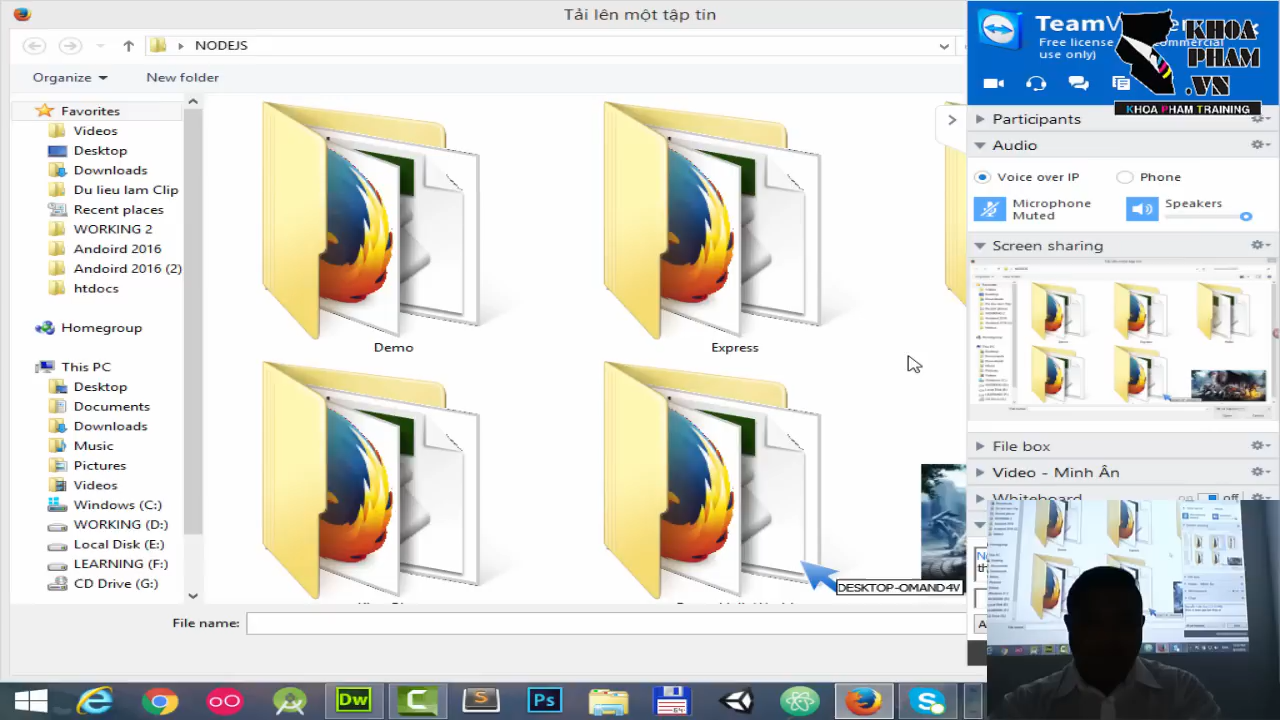 Tải lên một tập tin
NODEJS
Organize
New folder
Favorites
Videos
Desktop
Downloads
Du lieu lam Clip
Recent places
WORKING 2
Andoird 2016
Andoird 2016 (2)
htdocs
Homegroup
This PC
Desktop
Documents
Downloads
Music
Pictures
Videos
Windows (C:)
WORKING (D:)
Local Disk (E:)
LEARNING (F:)
CD Drive (G:)
Demo
Express
DESKTOP-OMAND4V
File name:
TeamV
Free license
commercial
use only)
KHOA
PHAM
.VN
KHOA PHAM TRAINING
Participants
Audio
Voice over IP
Phone
Microphone
Muted
Speakers
Screen sharing
File box
Video - Minh Ân
Whiteboard
off
Dw
S
Ps